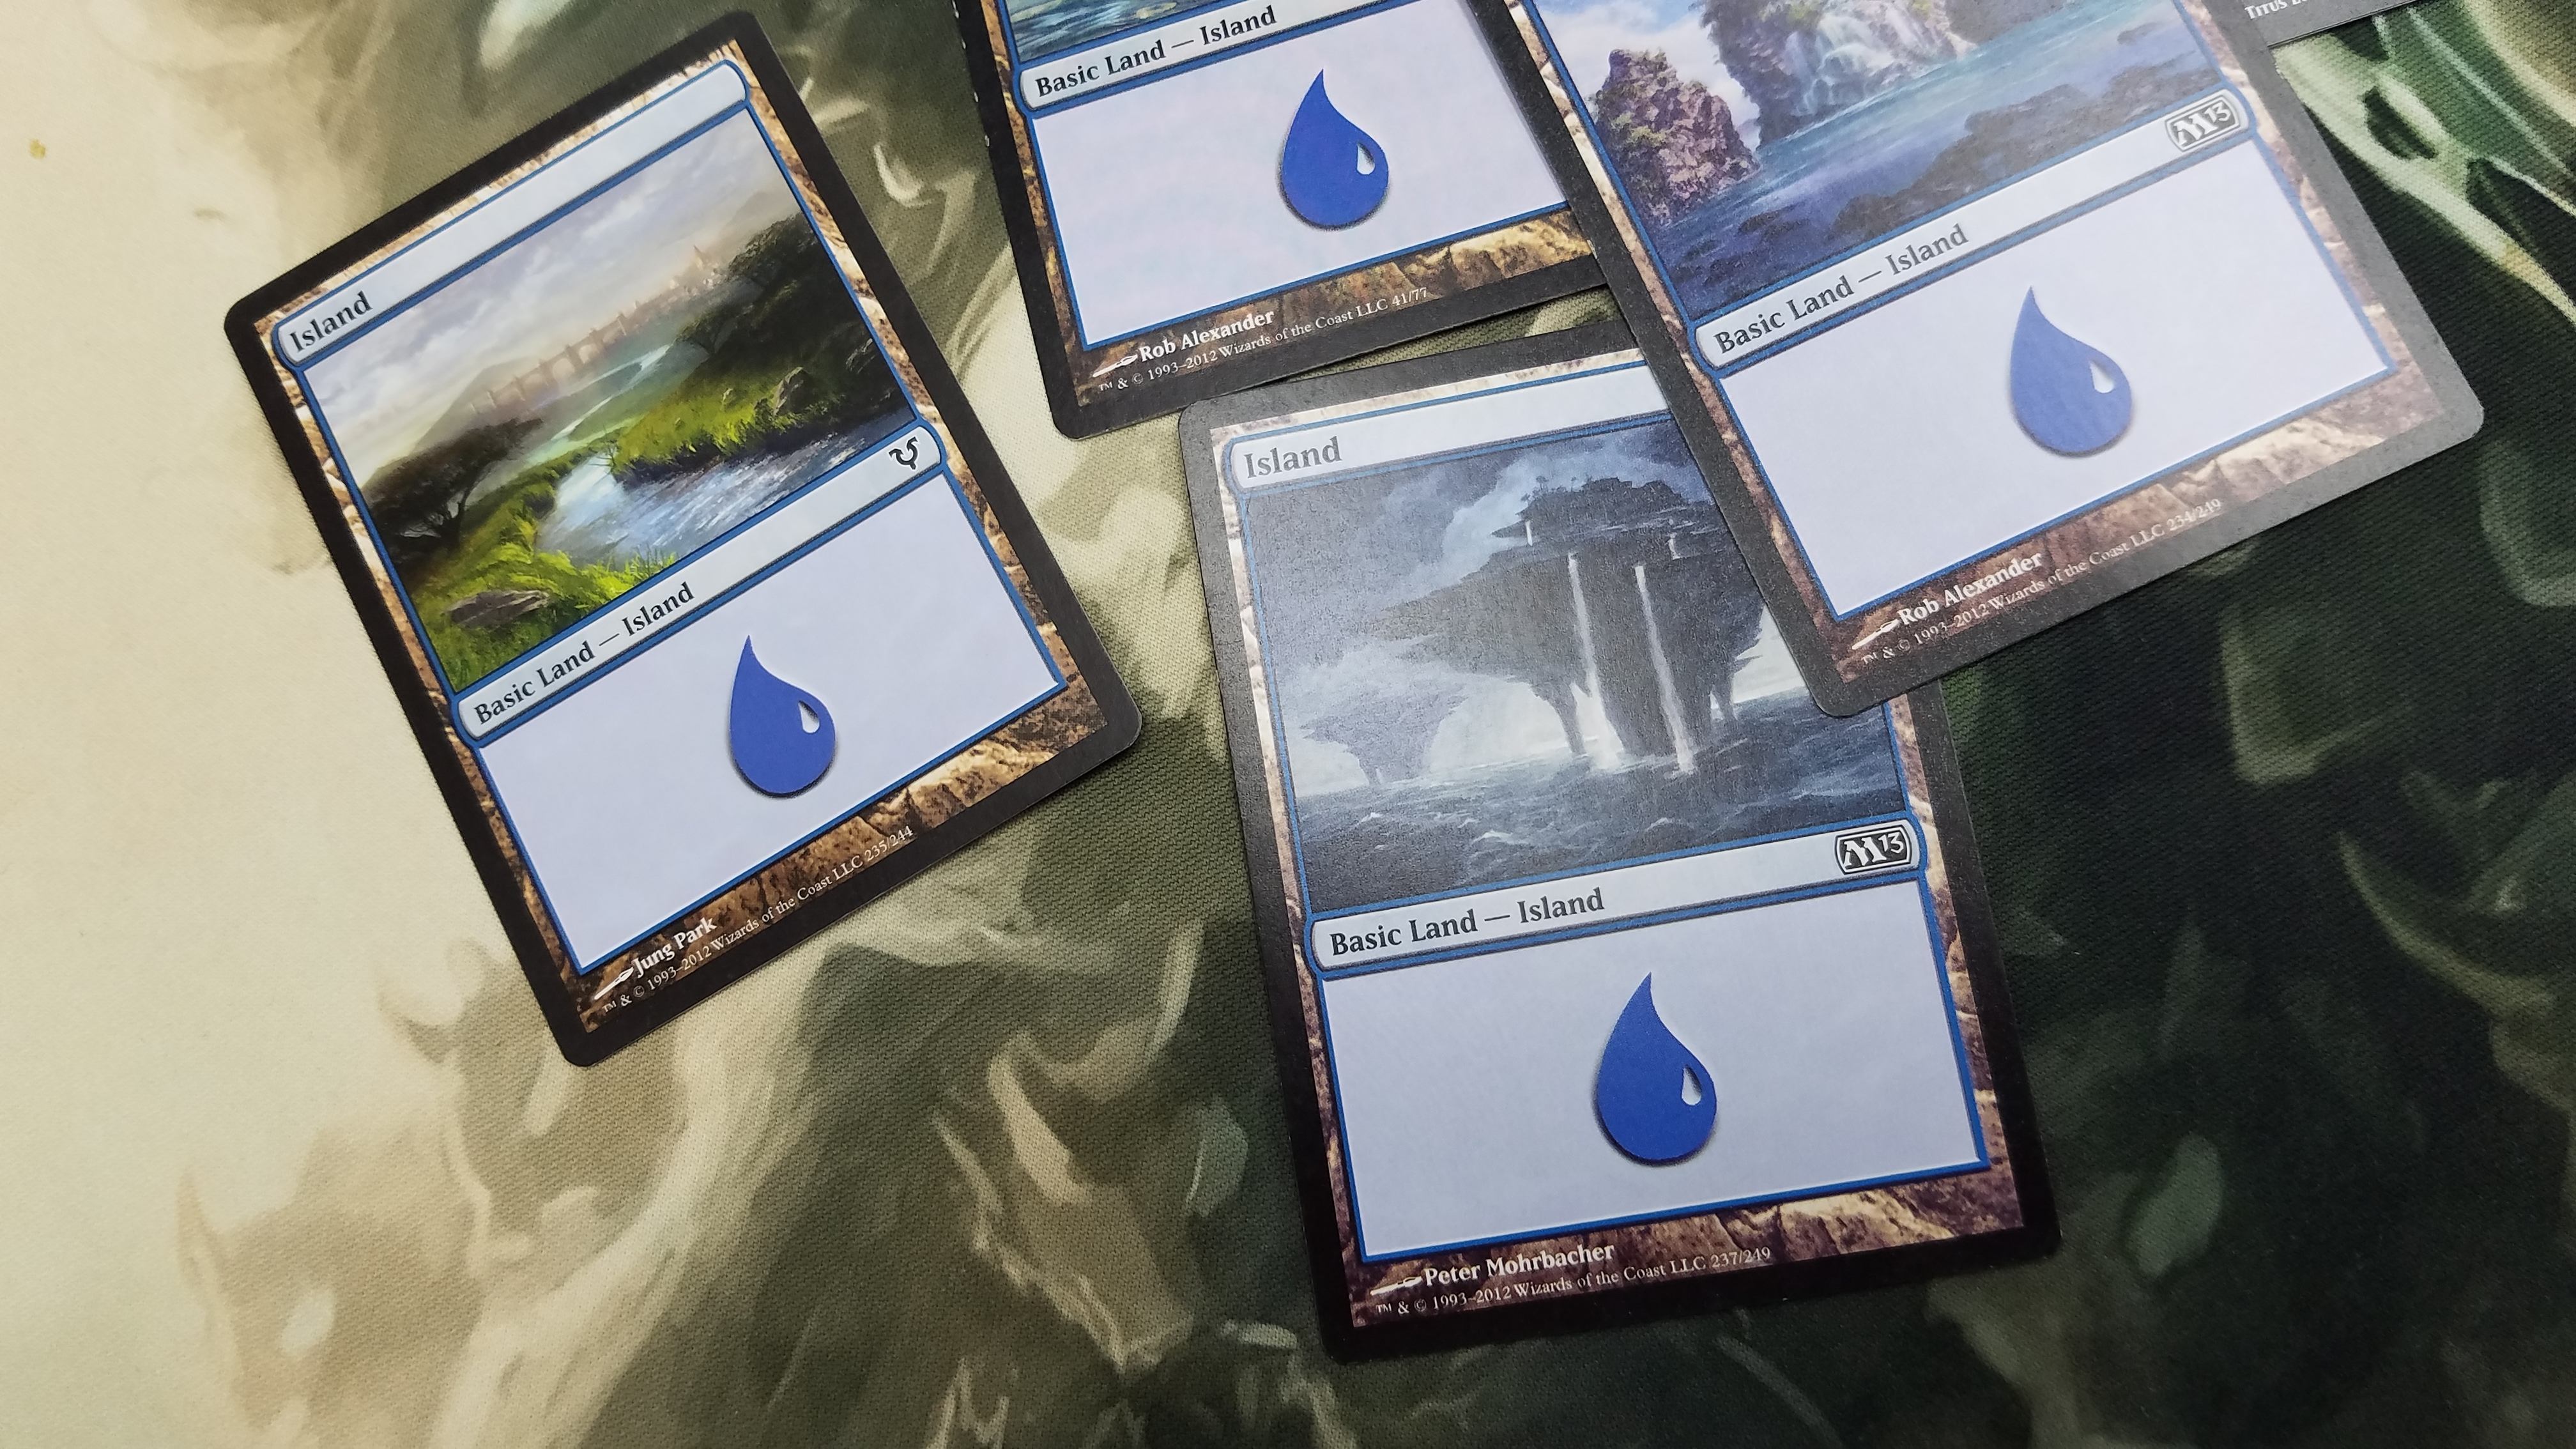 Island
Basic Land — Island
Jung Park
™ & © 1993–2012 Wizards of the Coast LLC 235/244
Basic Land — Island
Rob Alexander
™ & © 1993–2012 Wizards of the Coast LLC 41/77
M13
Basic Land — Island
Rob Alexander
™ & © 1993–2012 Wizards of the Coast LLC 234/249
Island
M13
Basic Land — Island
Peter Mohrbacher
™ & © 1993–2012 Wizards of the Coast LLC 237/249
Titus